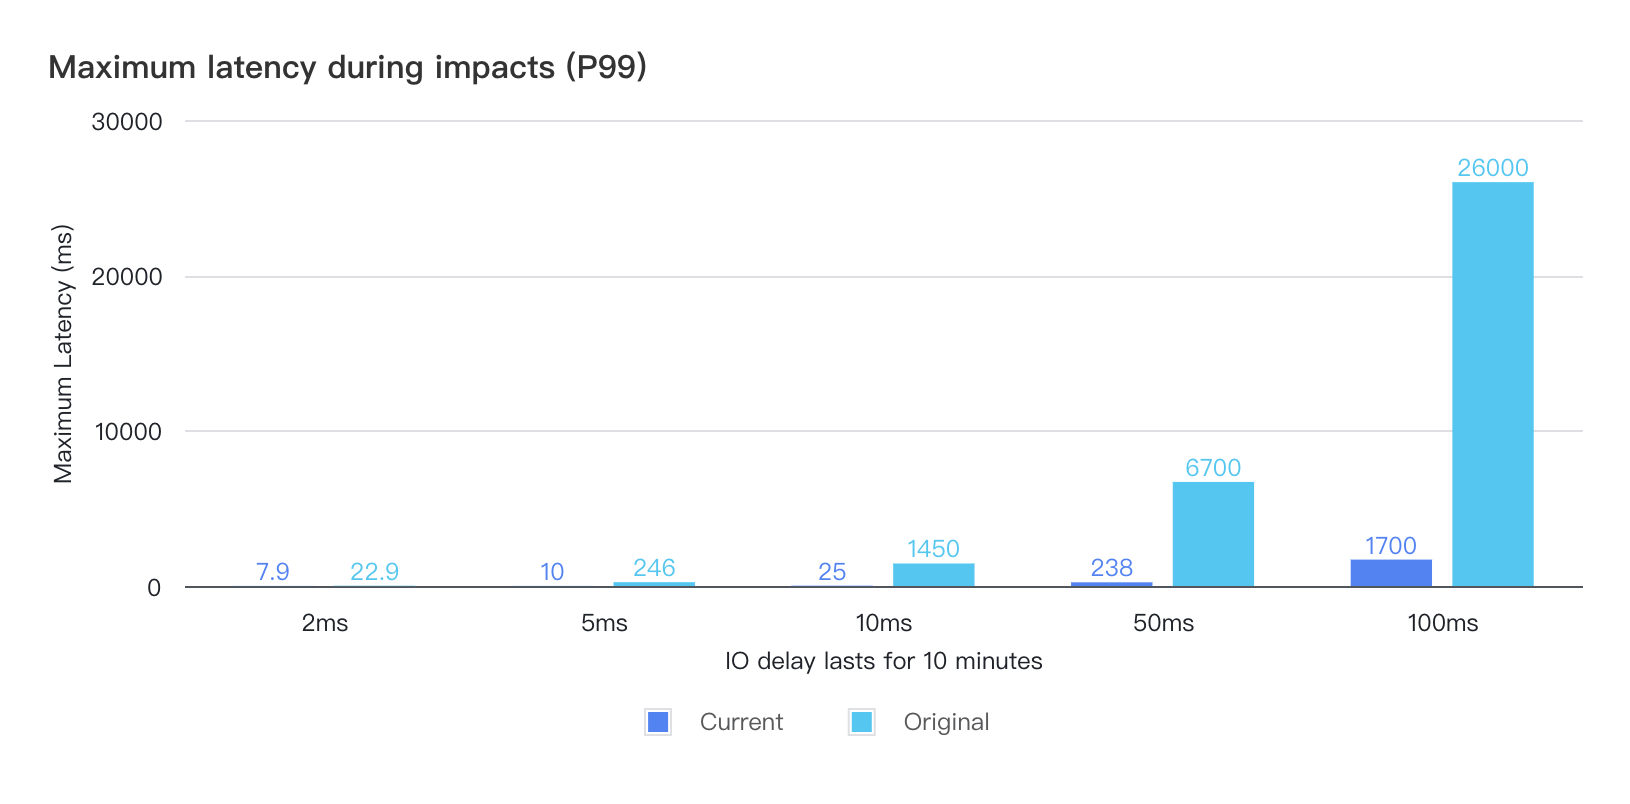 Maximum latency during impacts (P99)
Maximum Latency (ms)
30000
20000
10000
0
7.9 22.9 10 246 25 1450 238 6700 1700 26000
2ms 5ms 10ms 50ms 100ms
IO delay lasts for 10 minutes
Current Original